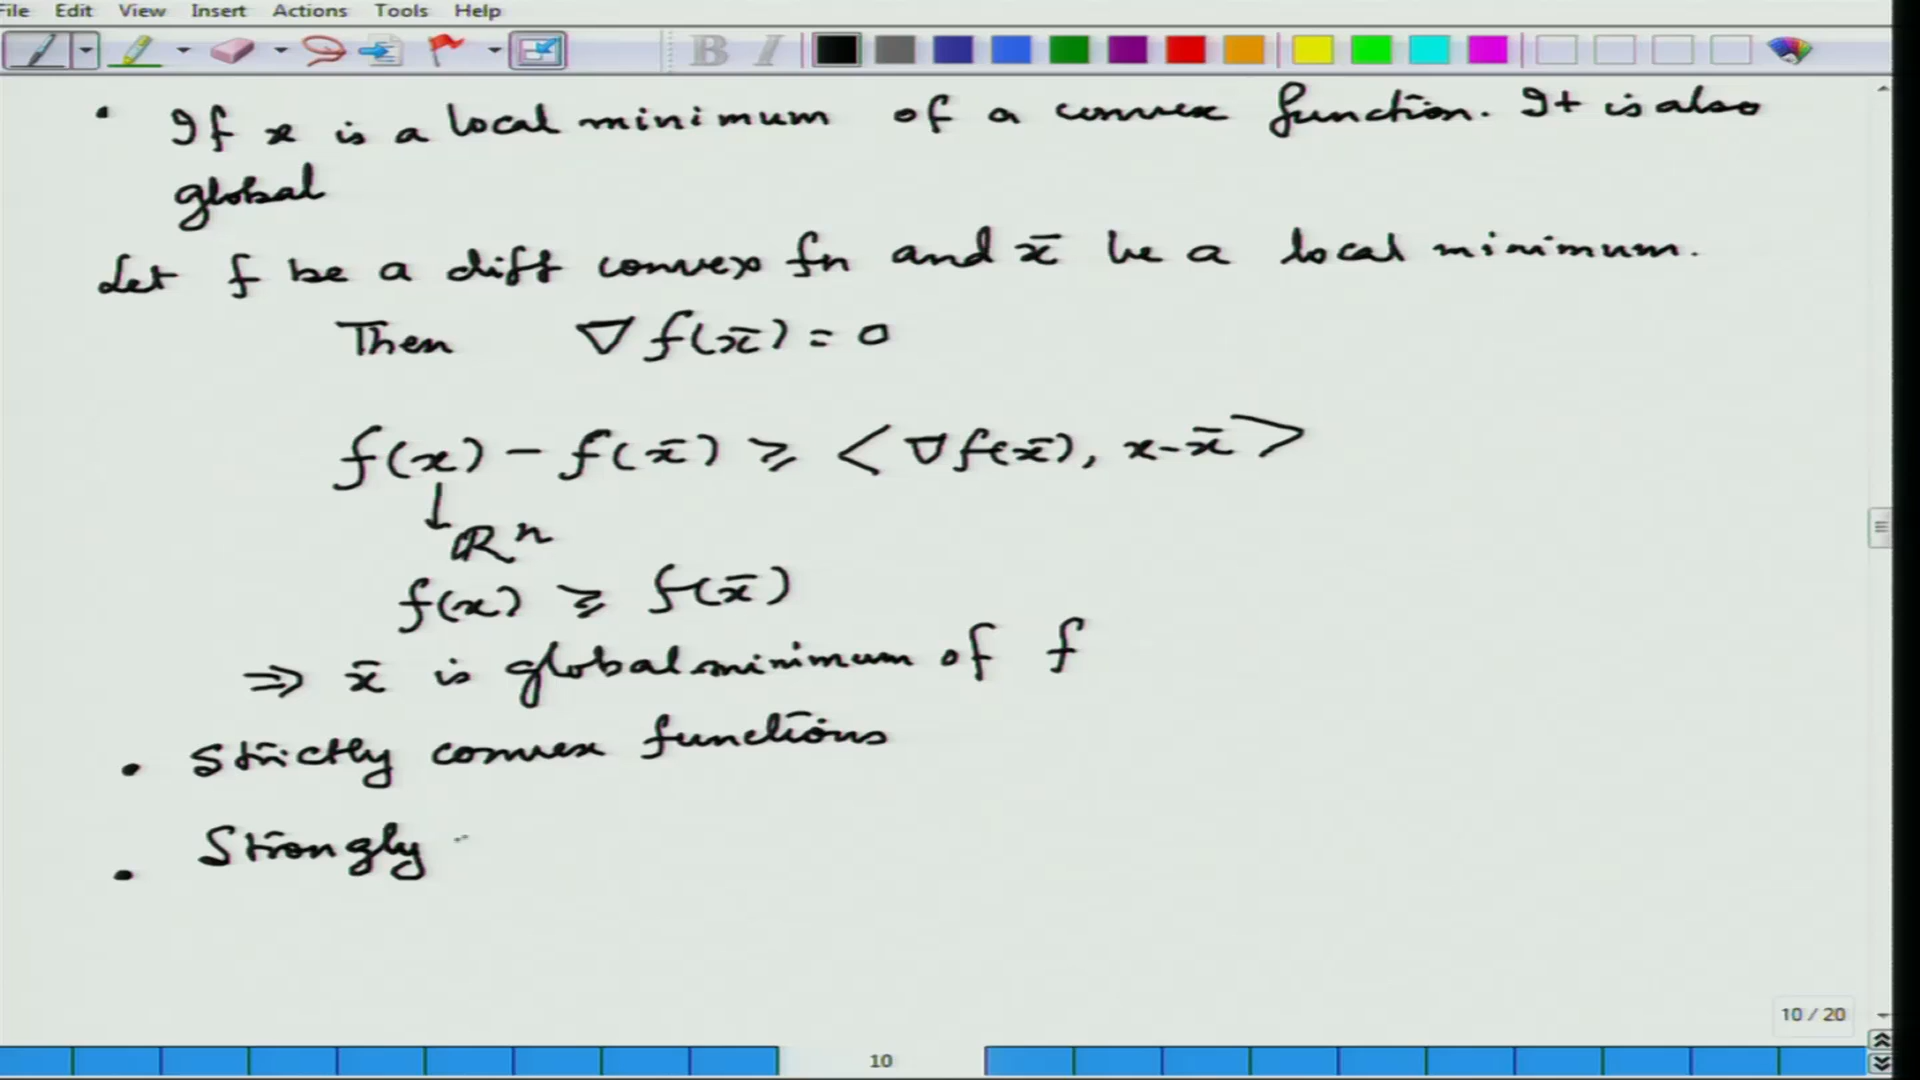 File Edit View Insert Actions Tools Help
B I
• If x is a local minimum of a convex function. It is also
global
Let f be a diff convex fn and x̄ be a local minimum.
Then ∇f(x̄) = 0
f(x) - f(x̄) ≥ < ∇f(x̄), x - x̄ >
↓
ℝⁿ
f(x) ≥ f(x̄)
⇒ x̄ is global minimum of f
• Strictly convex functions
• Strongly
10 / 20
10